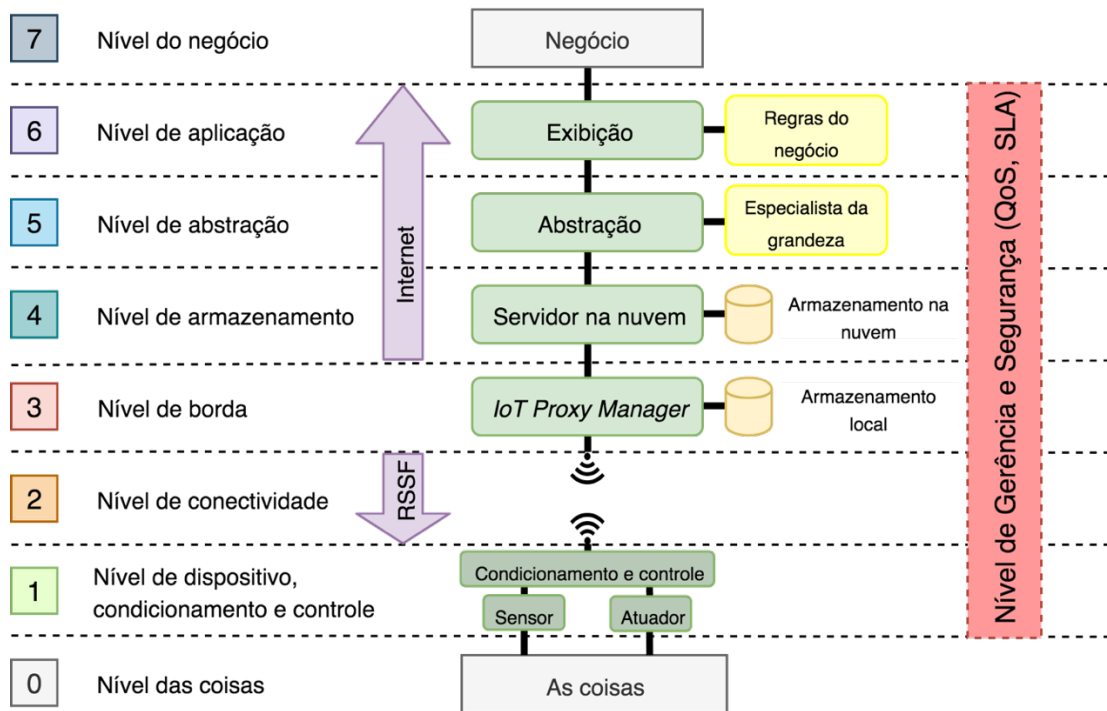 7
Nível do negócio
Negócio
6
Nível de aplicação
Exibição
Regras do
negócio
5
Nível de abstração
Abstração
Especialista da
grandeza
Internet
4
Nível de armazenamento
Servidor na nuvem
Armazenamento na
nuvem
3
Nível de borda
IoT Proxy Manager
Armazenamento
local
RSSF
2
Nível de conectividade
1
Nível de dispositivo,
condicionamento e controle
Condicionamento e controle
Sensor
Atuador
0
Nível das coisas
As coisas
Nível de Gerência e Segurança (QoS, SLA)